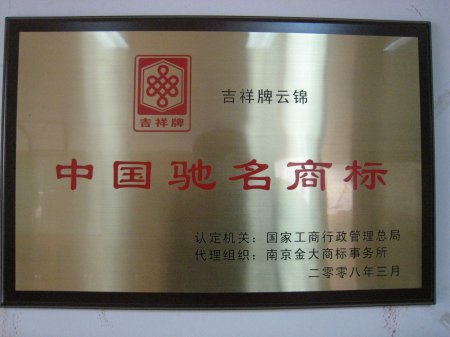 吉祥牌
吉祥牌云锦
中国驰名商标
认定机关：国家工商行政管理总局
代理组织：南京金大商标事务所
二零零八年三月